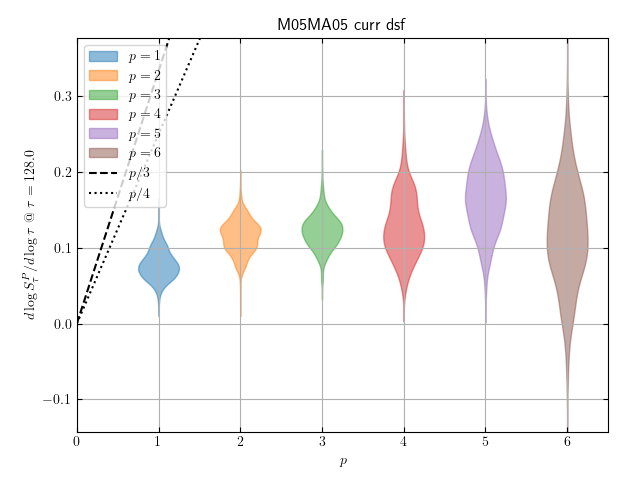 M05MA05 curr dsf
d log S_τ^P / d log τ @ τ = 128.0
0.3
0.2
0.1
0.0
−0.1
p = 1
p = 2
p = 3
p = 4
p = 5
p = 6
p/3
p/4
0 1 2 3 4 5 6
p